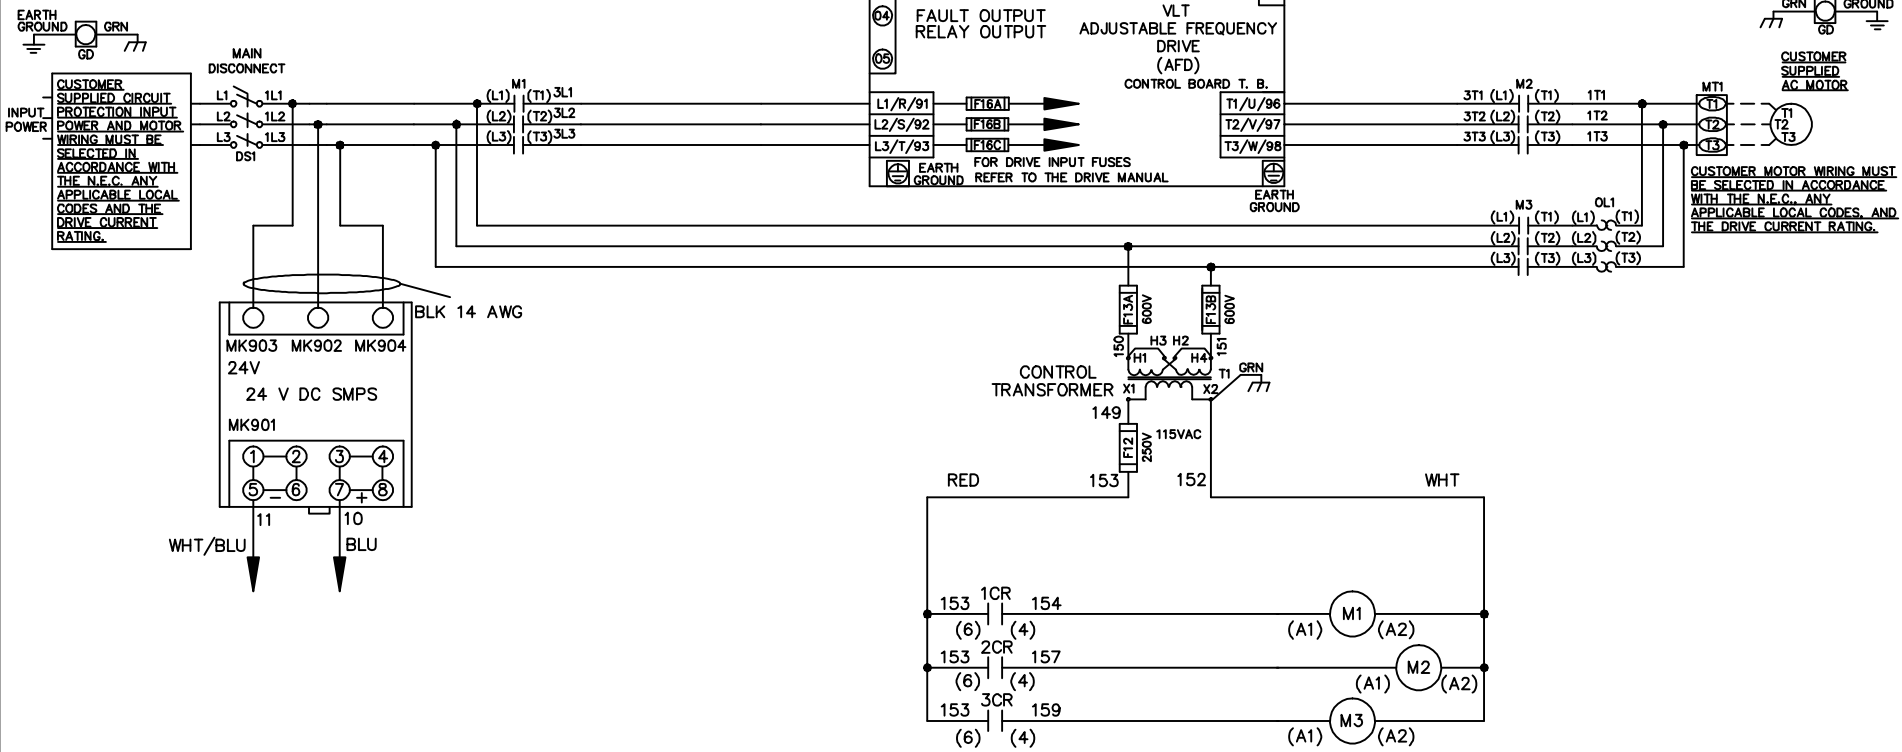 EARTH
GROUND
GRN
GD
04
05
FAULT OUTPUT
RELAY OUTPUT
VLT
ADJUSTABLE FREQUENCY
DRIVE
(AFD)
CONTROL BOARD T. B.
GRN
GROUND
GD
CUSTOMER
SUPPLIED
AC MOTOR
INPUT
POWER
CUSTOMER
SUPPLIED CIRCUIT
PROTECTION INPUT
POWER AND MOTOR
WIRING MUST BE
SELECTED IN
ACCORDANCE WITH
THE N.E.C. ANY
APPLICABLE LOCAL
CODES AND THE
DRIVE CURRENT
RATING.
MAIN
DISCONNECT
L1 1L1
L2 1L2
L3 1L3
DS1
M1
(L1) (T1) 3L1
(L2) (T2) 3L2
(L3) (T3) 3L3
L1/R/91 F16A
L2/S/92 F16B
L3/T/93 F16C
EARTH
GROUND
FOR DRIVE INPUT FUSES
REFER TO THE DRIVE MANUAL
T1/U/96
T2/V/97
T3/W/98
EARTH
GROUND
M2
3T1 (L1) (T1) 1T1
3T2 (L2) (T2) 1T2
3T3 (L3) (T3) 1T3
MT1
T1
T2
T3
T1
T2
T3
CUSTOMER MOTOR WIRING MUST
BE SELECTED IN ACCORDANCE
WITH THE N.E.C., ANY
APPLICABLE LOCAL CODES, AND
THE DRIVE CURRENT RATING.
M3 OL1
(L1) (T1) (L1) (T1)
(L2) (T2) (L2) (T2)
(L3) (T3) (L3) (T3)
BLK 14 AWG
MK903 MK902 MK904
24V
24 V DC SMPS
MK901
1 2 3 4
5 - 6 7 + 8
11 10
WHT/BLU BLU
F13A 600V
F13B 600V
150 151
H3 H2
H1 H4
CONTROL
TRANSFORMER
X1 X2
T1
GRN
149
F12 250V
115VAC
153 152
RED WHT
1CR
153 154 M1
(6) (4) (A1) (A2)
2CR
153 157 M2
(6) (4) (A1) (A2)
3CR
153 159 M3
(6) (4) (A1) (A2)